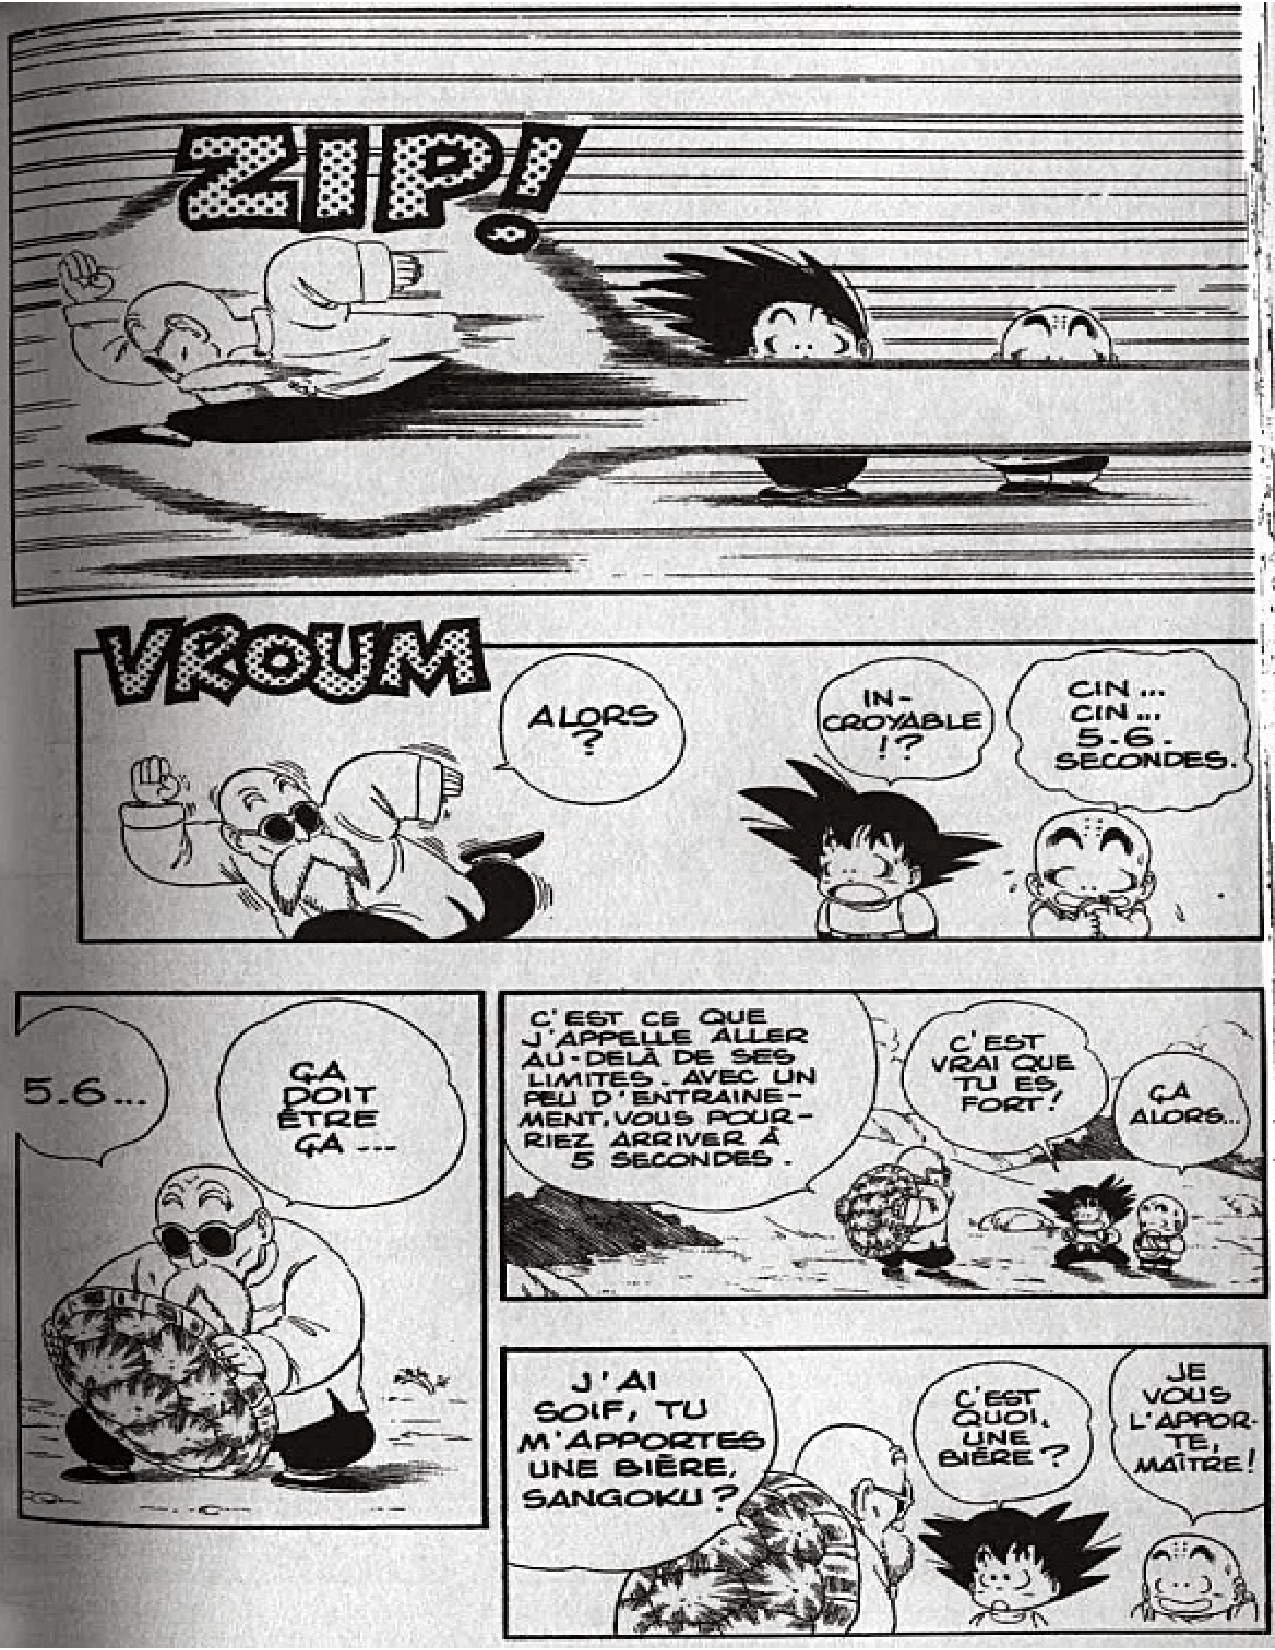 ZIP!
VROUM
ALORS
?
IN-
CROYABLE
!?
CIN...
CIN...
5.6.
SECONDES.
5.6...
ÇA
DOIT
ÊTRE
ÇA ...
C'EST CE QUE
J'APPELLE ALLER
AU-DELÀ DE SES
LIMITES. AVEC UN
PEU D'ENTRAINE-
MENT, VOUS POUR-
RIEZ ARRIVER À
5 SECONDES.
C'EST
VRAI QUE
TU ES,
FORT!
ÇA
ALORS...
J'AI
SOIF, TU
M'APPORTES
UNE BIÈRE,
SANGOKU?
C'EST
QUOI,
UNE
BIÈRE?
JE
VOUS
L'APPOR-
TE,
MAÎTRE!